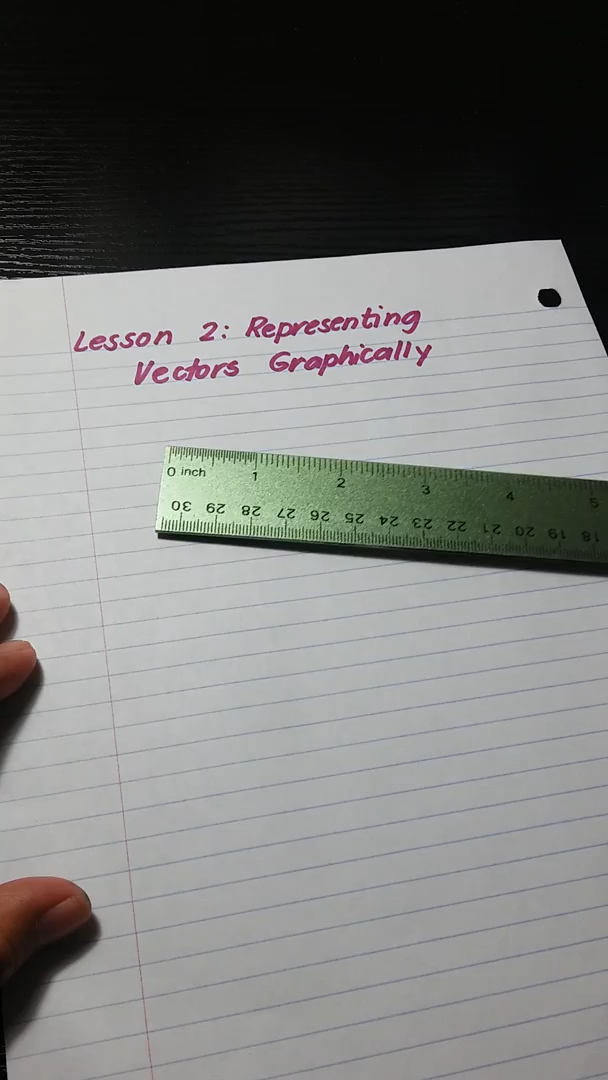 Lesson 2: Representing
Vectors Graphically
0 inch 1 2 3 4 5
30 29 28 27 26 25 24 23 22 21 20 19 18